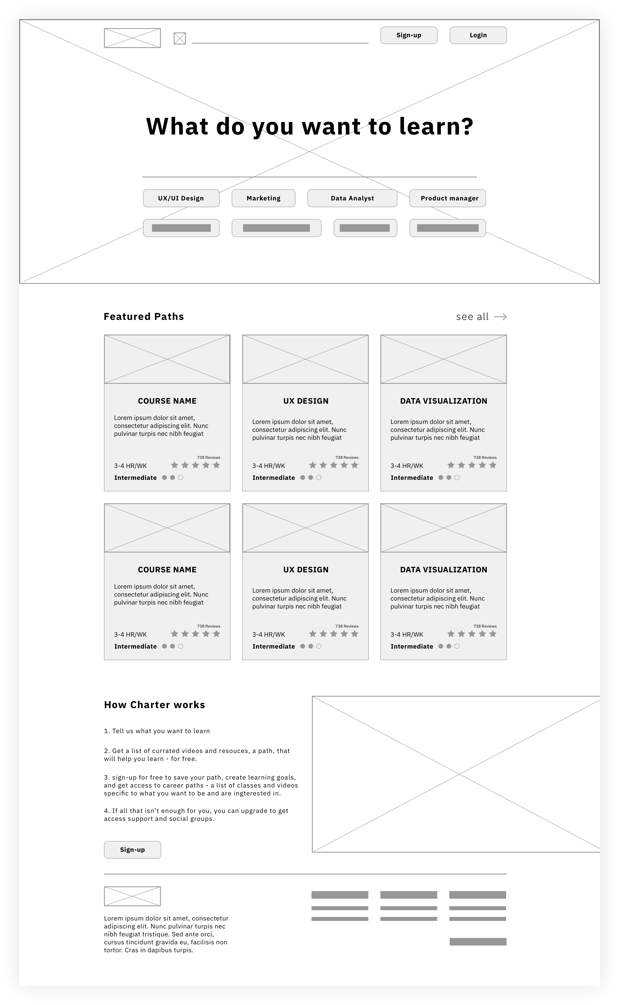 Sign-up
Login
What do you want to learn?
UX/UI Design
Marketing
Data Analyst
Product manager
Featured Paths
see all
COURSE NAME
Lorem ipsum dolor sit amet,
consectetur adipiscing elit. Nunc
pulvinar turpis nec nibh feugiat
738 Reviews
3-4 HR/WK
Intermediate
UX DESIGN
Lorem ipsum dolor sit amet,
consectetur adipiscing elit. Nunc
pulvinar turpis nec nibh feugiat
738 Reviews
3-4 HR/WK
Intermediate
DATA VISUALIZATION
Lorem ipsum dolor sit amet,
consectetur adipiscing elit. Nunc
pulvinar turpis nec nibh feugiat
738 Reviews
3-4 HR/WK
Intermediate
COURSE NAME
Lorem ipsum dolor sit amet,
consectetur adipiscing elit. Nunc
pulvinar turpis nec nibh feugiat
738 Reviews
3-4 HR/WK
Intermediate
UX DESIGN
Lorem ipsum dolor sit amet,
consectetur adipiscing elit. Nunc
pulvinar turpis nec nibh feugiat
738 Reviews
3-4 HR/WK
Intermediate
DATA VISUALIZATION
Lorem ipsum dolor sit amet,
consectetur adipiscing elit. Nunc
pulvinar turpis nec nibh feugiat
738 Reviews
3-4 HR/WK
Intermediate
How Charter works
1. Tell us what you want to learn
2. Get a list of currated videos and resouces, a path, that
will help you learn - for free.
3. sign-up for free to save your path, create learning goals,
and get access to career paths - a list of classes and videos
specific to what you want to be and are ingterested in.
4. If all that isn't enough for you, you can upgrade to get
access support and social groups.
Sign-up
Lorem ipsum dolor sit amet, consectetur
adipiscing elit. Nunc pulvinar turpis nec
nibh feugiat tristique. Sed ante orci,
cursus tincidunt gravida eu, facilisis non
tortor. Cras in dapibus turpis.